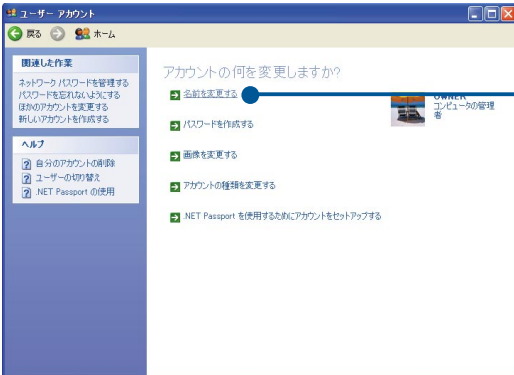 ユーザー アカウント
戻る ホーム
関連した作業
ネットワーク パスワードを管理する
パスワードを忘れないようにする
ほかのアカウントを変更する
新しいアカウントを作成する
ヘルプ
自分のアカウントの削除
ユーザーの切り替え
.NET Passport の使用
アカウントの何を変更しますか?
名前を変更する
パスワードを作成する
画像を変更する
アカウントの種類を変更する
.NET Passport を使用するためにアカウントをセットアップする
OWNER
コンピュータの管理
者